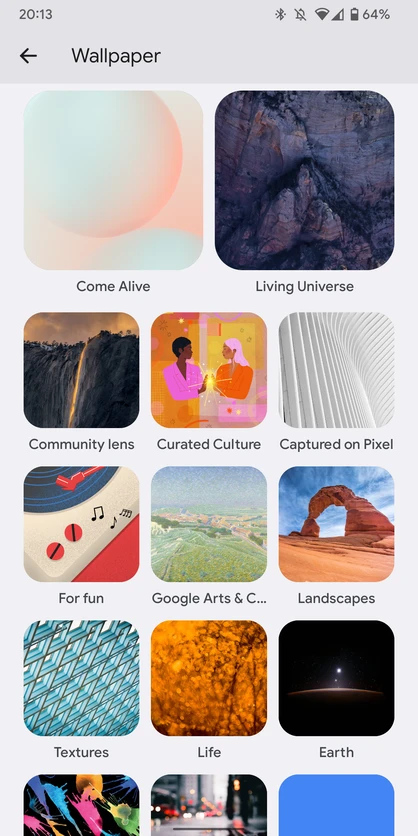 20:13
64%
Wallpaper
Come Alive
Living Universe
Community lens
Curated Culture
Captured on Pixel
For fun
Google Arts & C...
Landscapes
Textures
Life
Earth